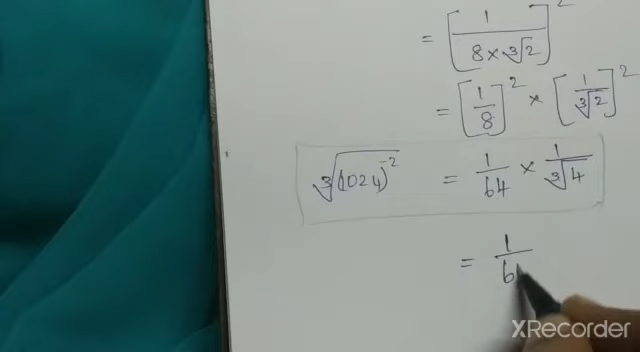 = [1/(8×∛2)]²
= [1/8]² × [1/∛2]²
∛(1024)⁻² = 1/64 × 1/∛4
= 1/6
XRecorder